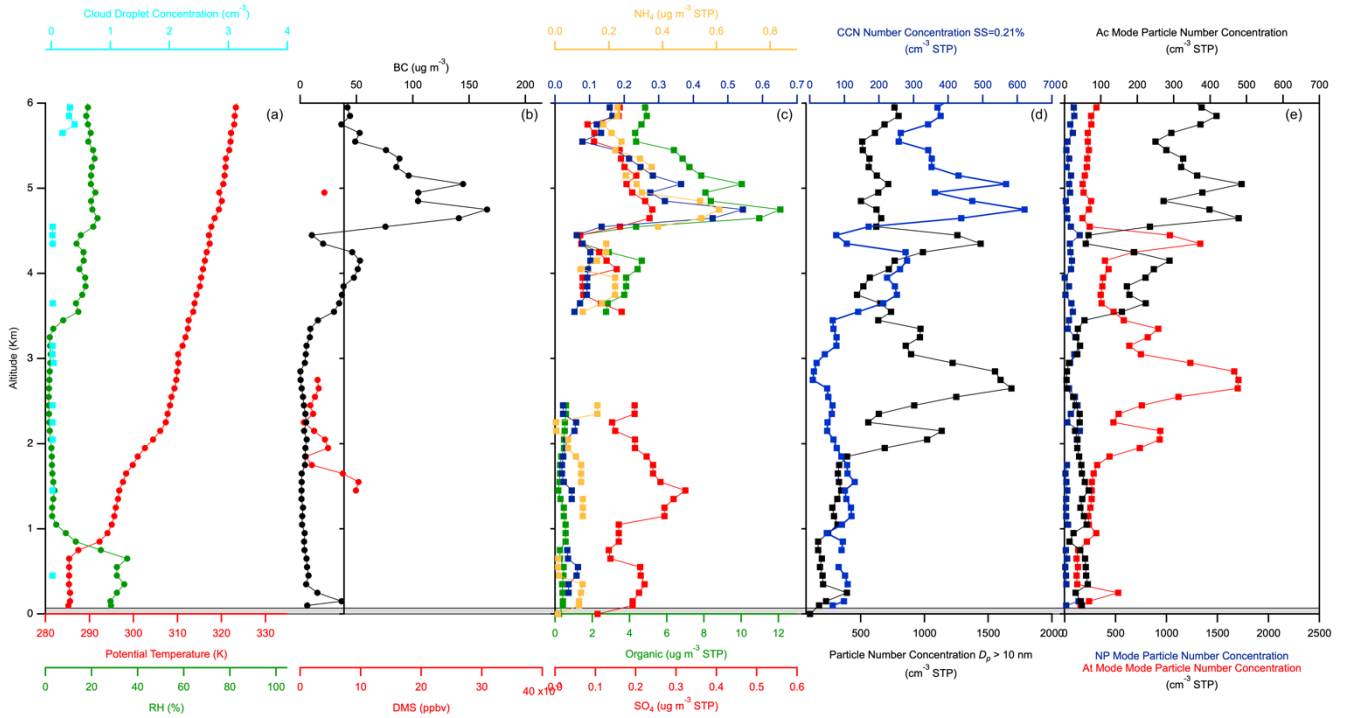 Cloud Droplet Concentration (cm⁻³)
0 1 2 3 4
BC (ug m⁻³)
0 50 100 150 200
NH₄ (ug m⁻³ STP)
0.0 0.2 0.4 0.6 0.8
0.0 0.1 0.2 0.3 0.4 0.5 0.6 0.7
CCN Number Concentration SS=0.21%
(cm⁻³ STP)
0 100 200 300 400 500 600 700
Ac Mode Particle Number Concentration
(cm⁻³ STP)
0 100 200 300 400 500 600 700
(a)
(b)
(c)
(d)
(e)
Altitude (Km)
6
5
4
3
2
1
0
280 290 300 310 320 330
Potential Temperature (K)
0 20 40 60 80 100
RH (%)
0 10 20 30 40 x10
DMS (ppbv)
0 2 4 6 8 10 12
Organic (ug m⁻³ STP)
0.0 0.1 0.2 0.3 0.4 0.5 0.6
SO₄ (ug m⁻³ STP)
500 1000 1500 2000
Particle Number Concentration Dₚ > 10 nm
(cm⁻³ STP)
0 500 1000 1500 2000 2500
NP Mode Particle Number Concentration
At Mode Mode Particle Number Concentration
(cm⁻³ STP)